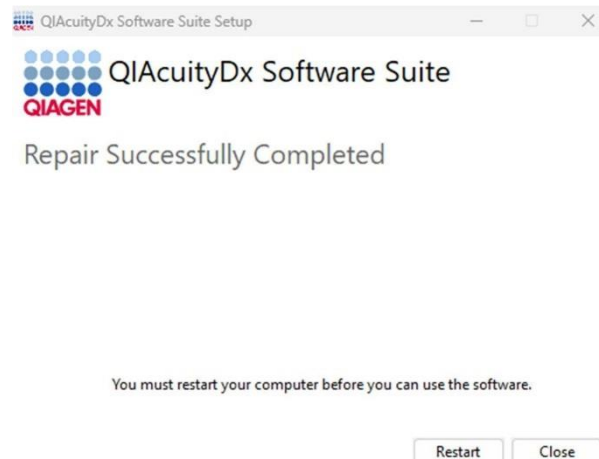 QIAcuityDx Software Suite Setup
QIAcuityDx Software Suite
QIAGEN
Repair Successfully Completed
You must restart your computer before you can use the software.
Restart
Close